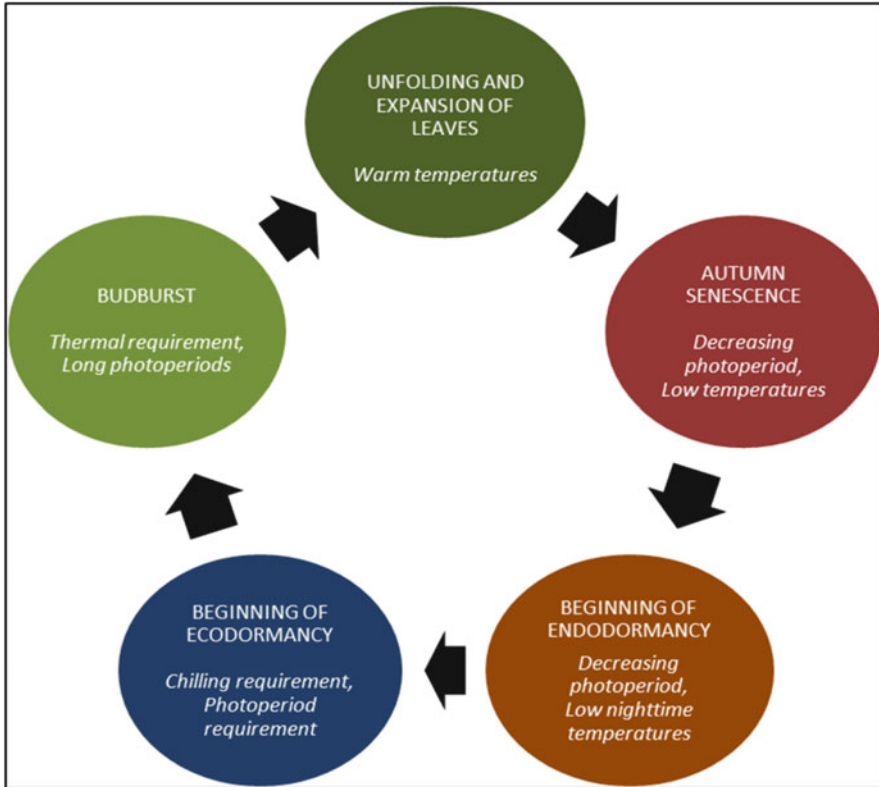 UNFOLDING AND
EXPANSION OF
LEAVES
Warm temperatures
AUTUMN
SENESCENCE
Decreasing
photoperiod,
Low temperatures
BEGINNING OF
ENDODORMANCY
Decreasing
photoperiod,
Low nighttime
temperatures
BEGINNING OF
ECODORMANCY
Chilling requirement,
Photoperiod
requirement
BUDBURST
Thermal requirement,
Long photoperiods